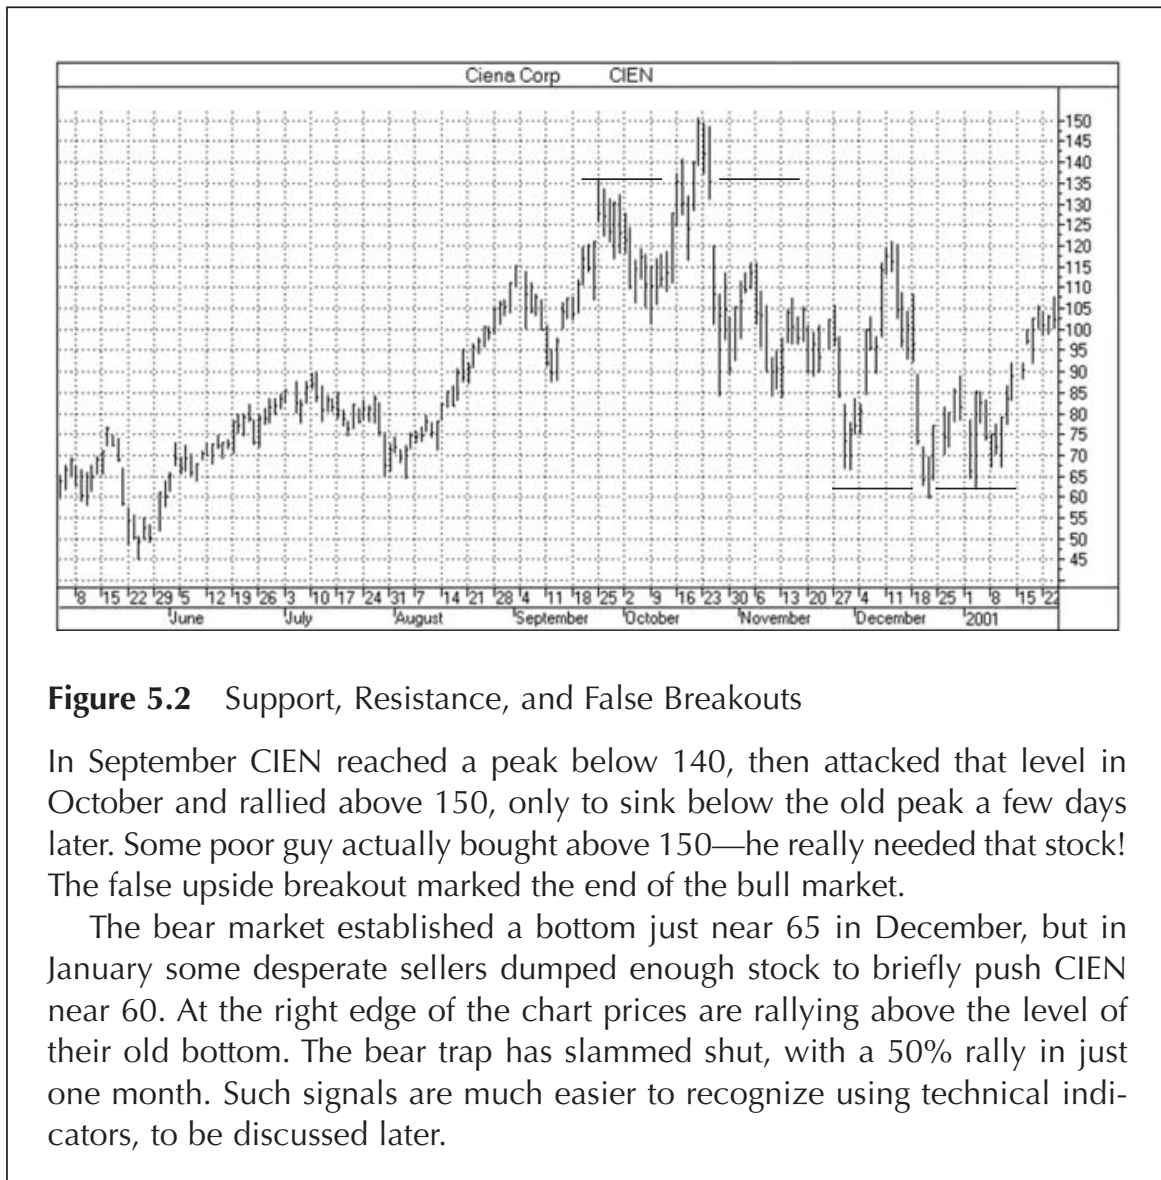 Ciena Corp CIEN
150
145
140
135
130
125
120
115
110
105
100
95
90
85
80
75
70
65
60
55
50
45
8 15 22 29 5 12 19 26 3 10 17 24 31 7 14 21 28 4 11 18 25 2 9 16 23 30 6 13 20 27 4 11 18 25 1 8 15 22
June July August September October November December 2001
Figure 5.2 Support, Resistance, and False Breakouts
In September CIEN reached a peak below 140, then attacked that level in
October and rallied above 150, only to sink below the old peak a few days
later. Some poor guy actually bought above 150—he really needed that stock!
The false upside breakout marked the end of the bull market.
The bear market established a bottom just near 65 in December, but in
January some desperate sellers dumped enough stock to briefly push CIEN
near 60. At the right edge of the chart prices are rallying above the level of
their old bottom. The bear trap has slammed shut, with a 50% rally in just
one month. Such signals are much easier to recognize using technical indi-
cators, to be discussed later.